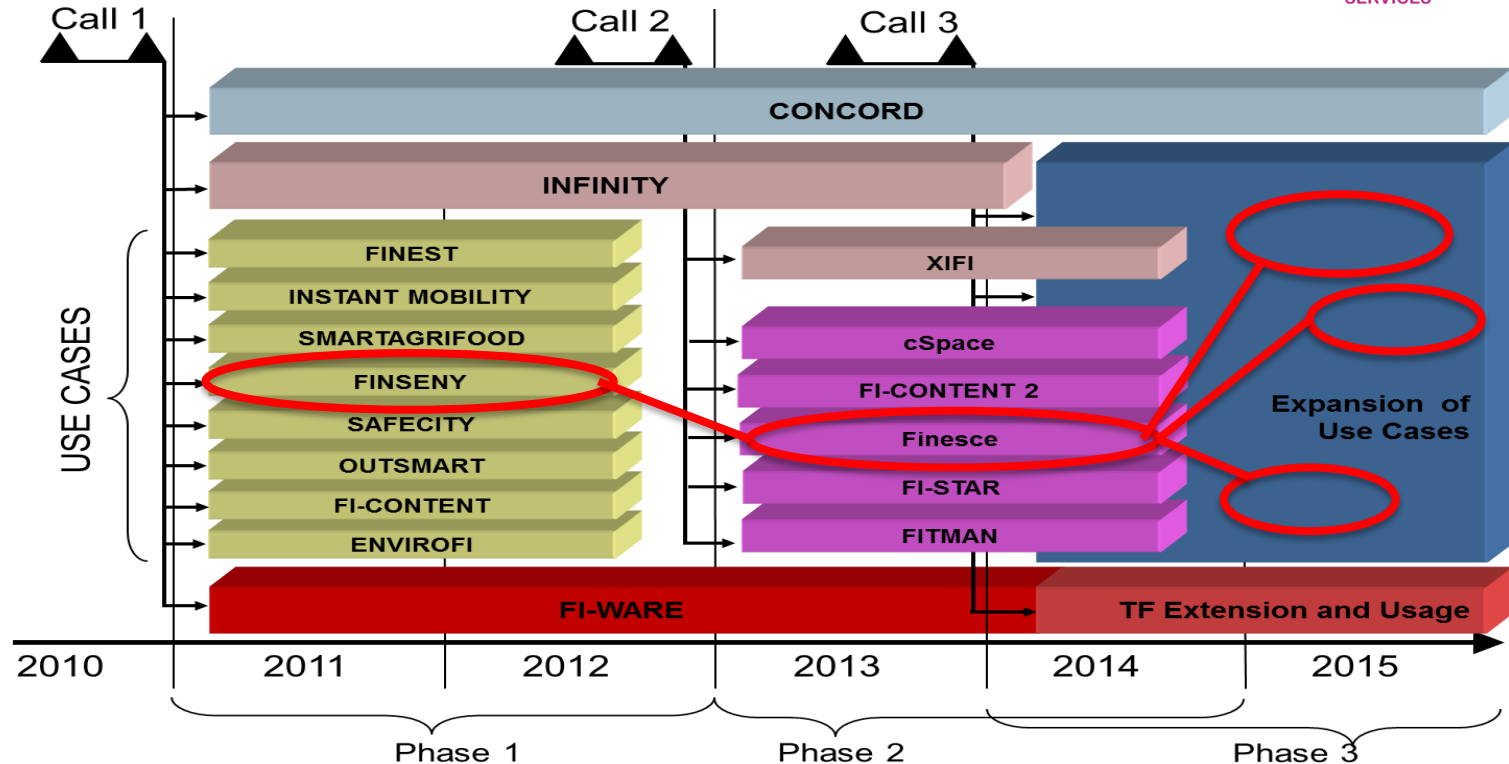 SERVICES
Call 1
Call 2
Call 3
CONCORD
INFINITY
USE CASES
FINEST
INSTANT MOBILITY
SMARTAGRIFOOD
FINSENY
SAFECITY
OUTSMART
FI-CONTENT
ENVIROFI
XIFI
cSpace
FI-CONTENT 2
Finesce
FI-STAR
FITMAN
Expansion of
Use Cases
FI-WARE
TF Extension and Usage
2010
2011
2012
2013
2014
2015
Phase 1
Phase 2
Phase 3